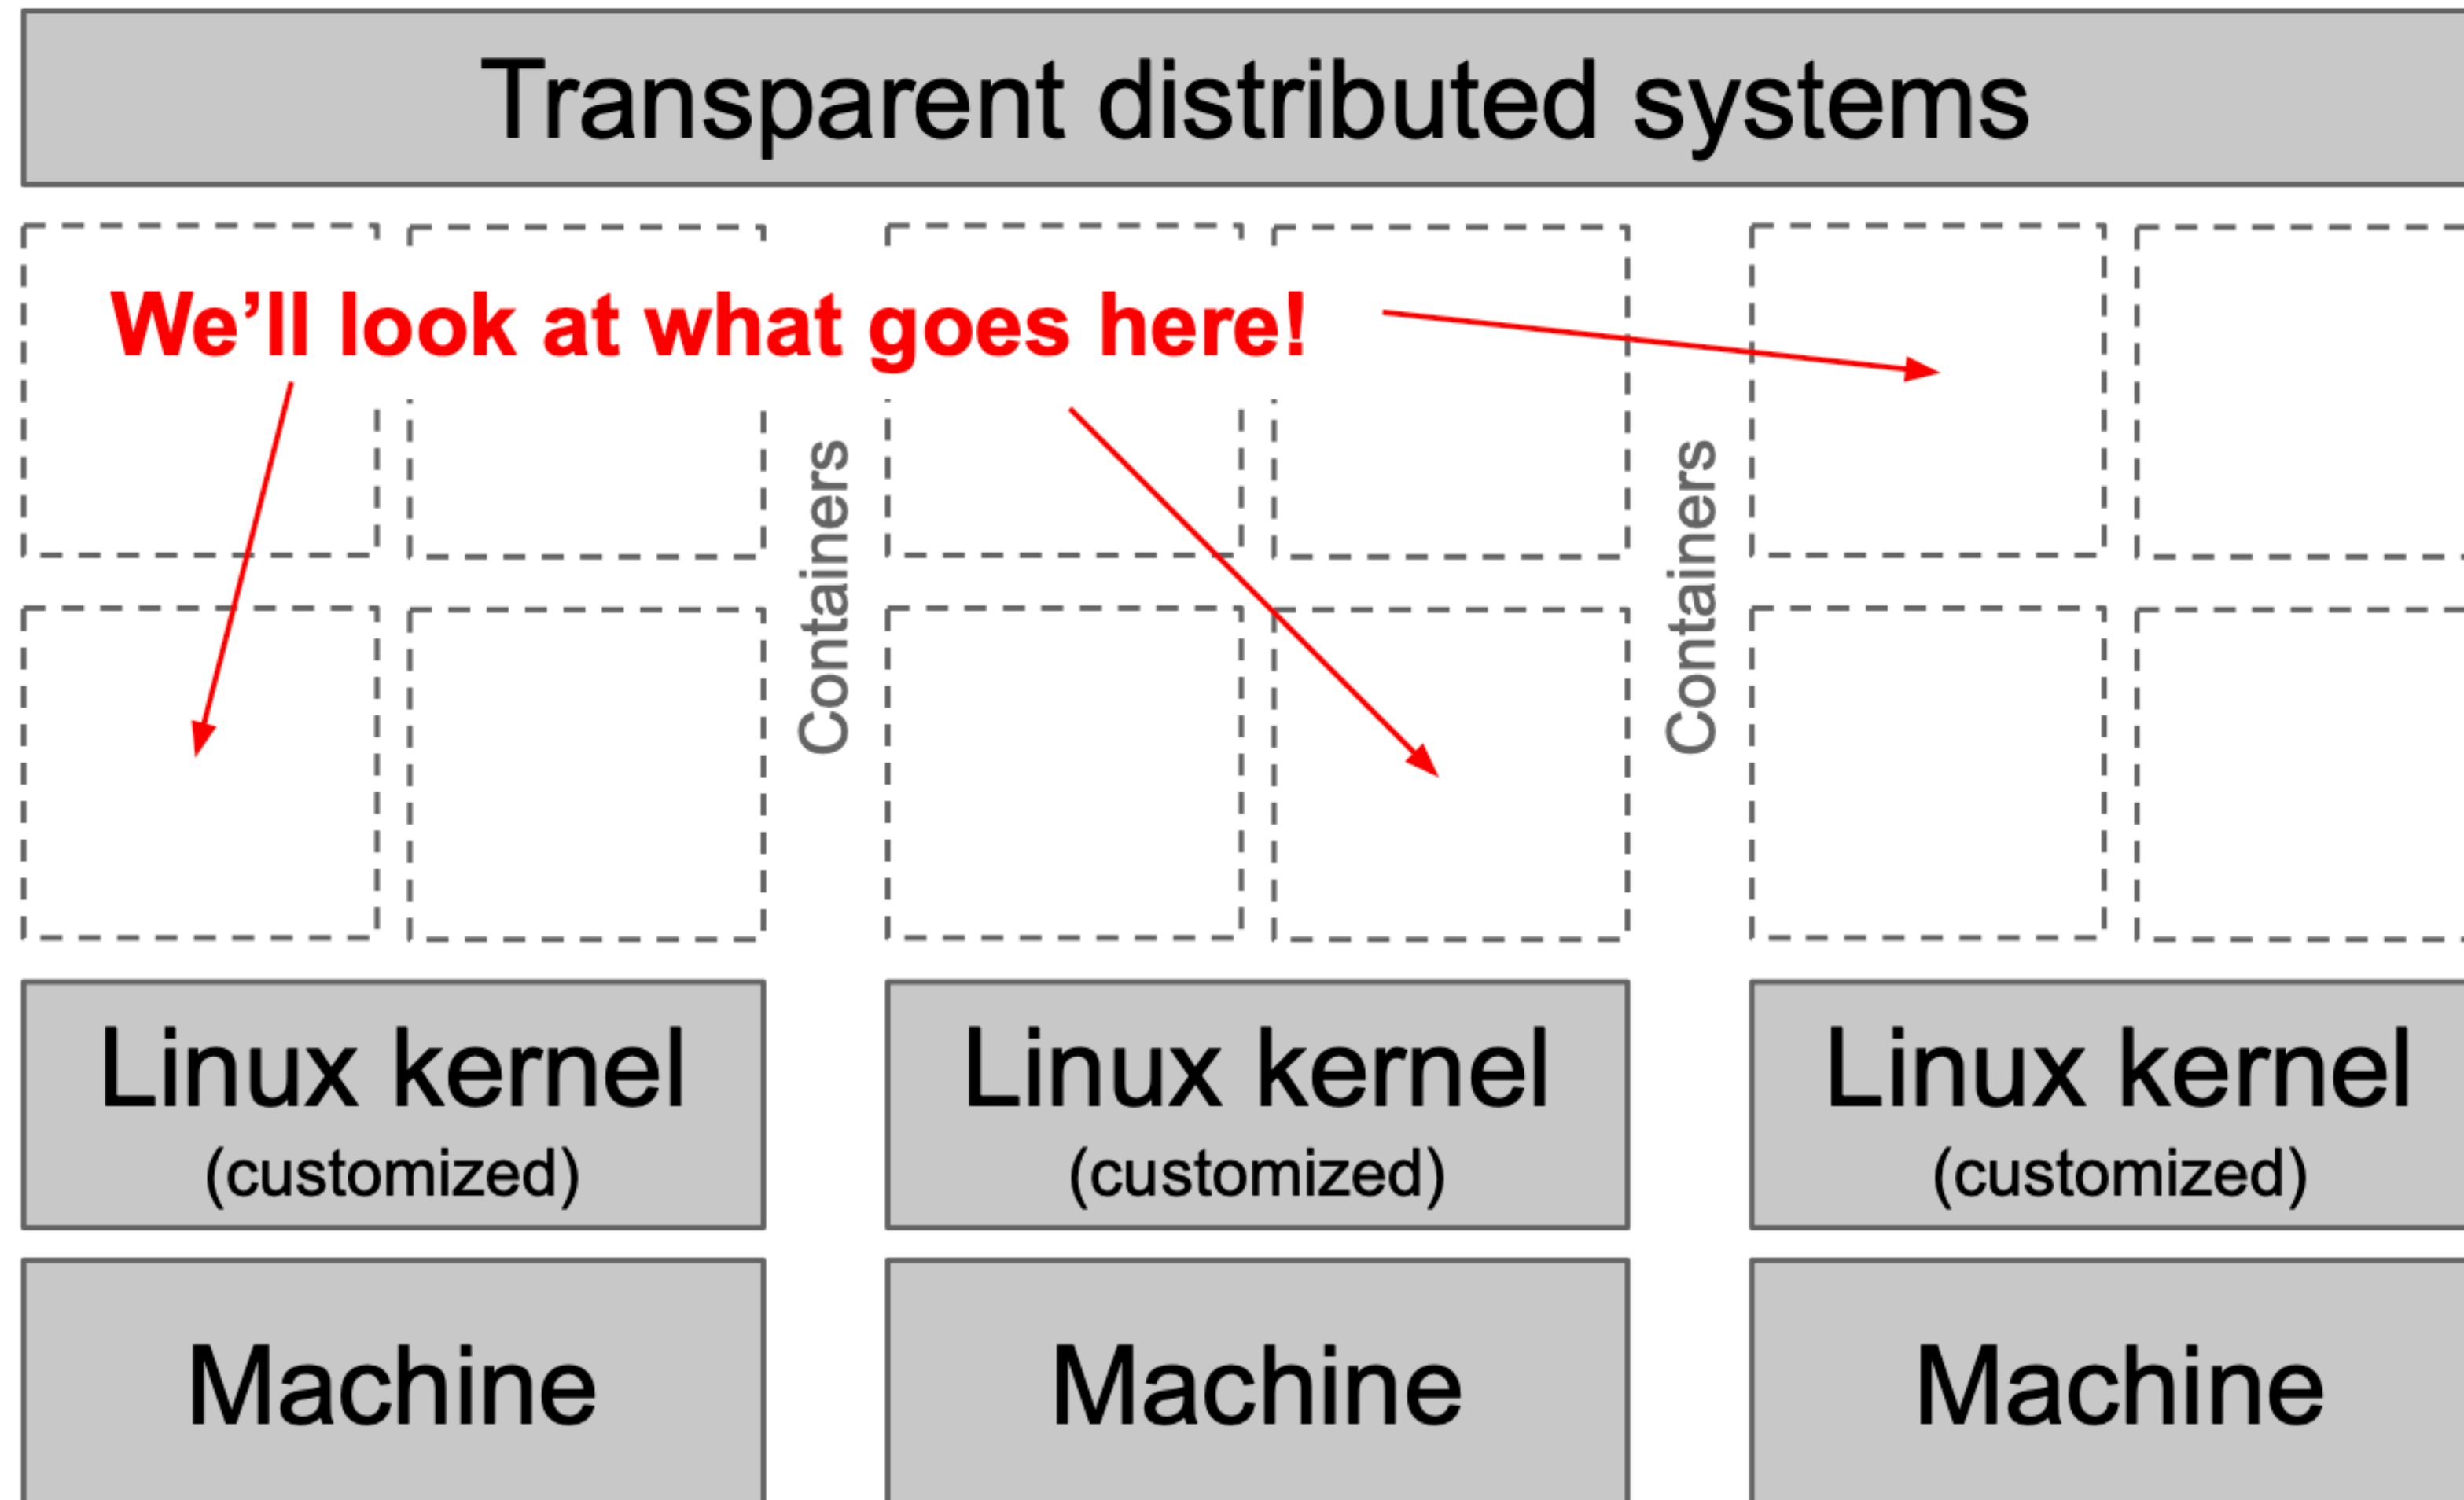 Transparent distributed systems
We’ll look at what goes here!
Containers
Containers
Linux kernel
(customized)
Linux kernel
(customized)
Linux kernel
(customized)
Machine
Machine
Machine